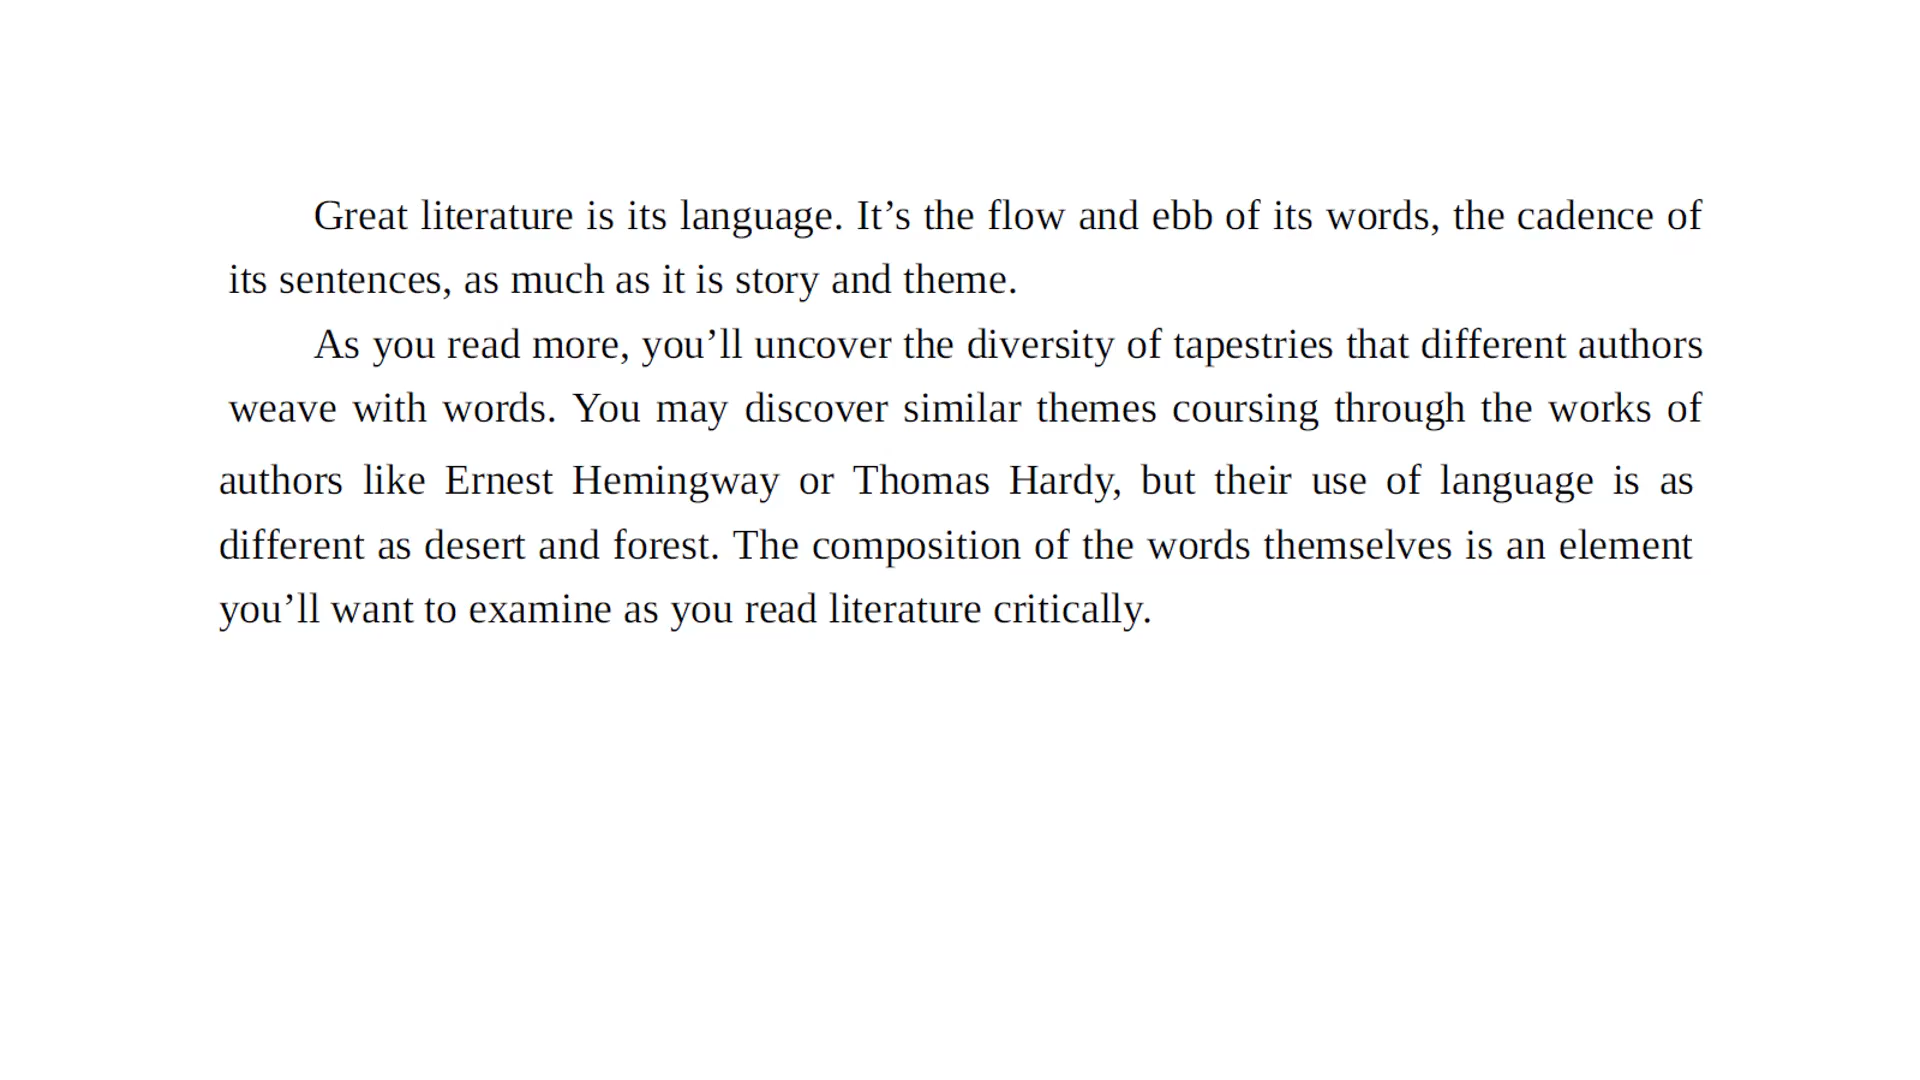 Great literature is its language. It’s the flow and ebb of its words, the cadence of
its sentences, as much as it is story and theme.
As you read more, you’ll uncover the diversity of tapestries that different authors
weave with words. You may discover similar themes coursing through the works of
authors like Ernest Hemingway or Thomas Hardy, but their use of language is as
different as desert and forest. The composition of the words themselves is an element
you’ll want to examine as you read literature critically.